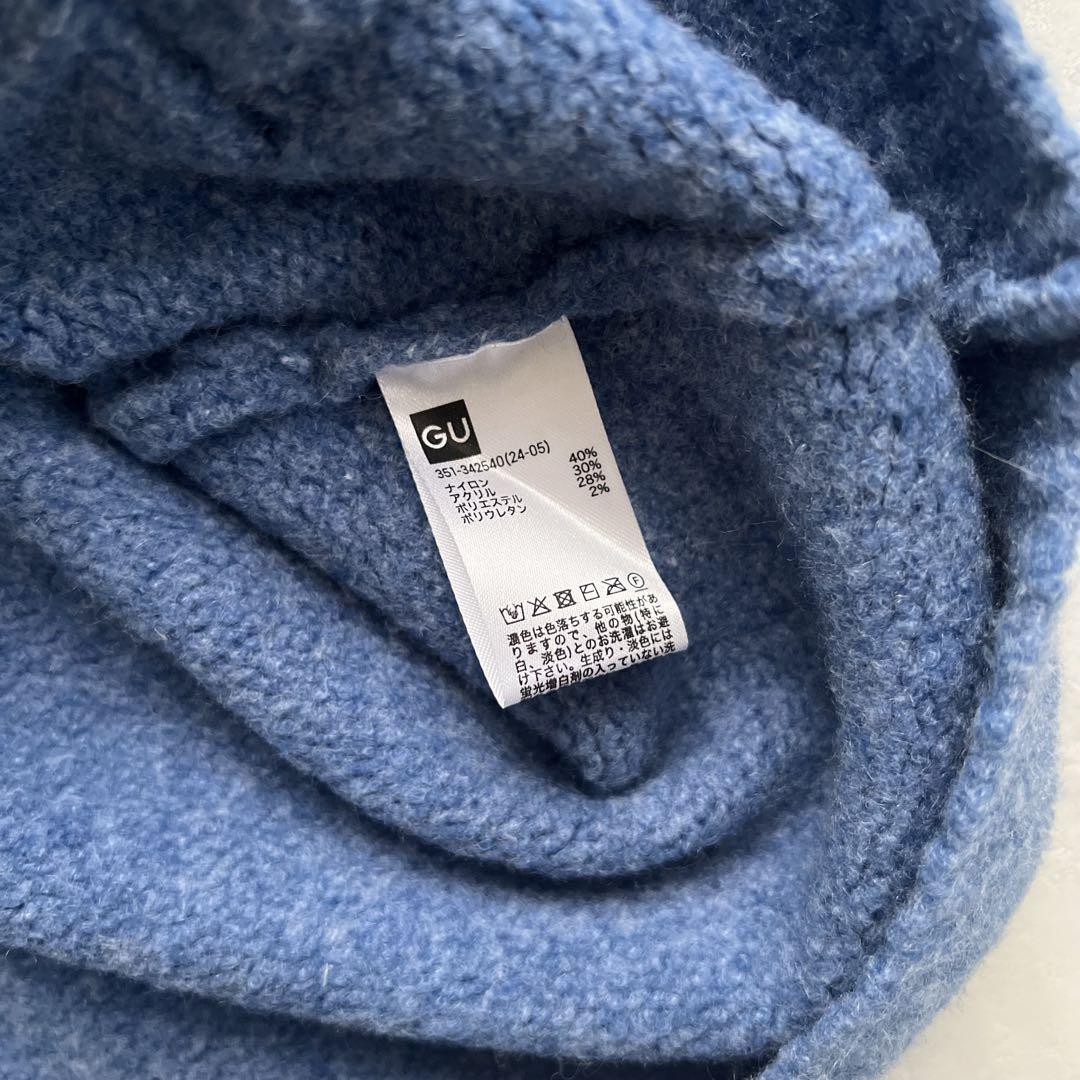 GU
351-342540(24-05)
ナイロン 40%
アクリル 30%
ポリエステル 28%
ポリウレタン 2%
F
濃色は色落ちする可能性があ
りますので、他の物(特に
白、淡色)とのお洗濯はお避
け下さい。生成り・淡色には
蛍光増白剤の入っていない洗